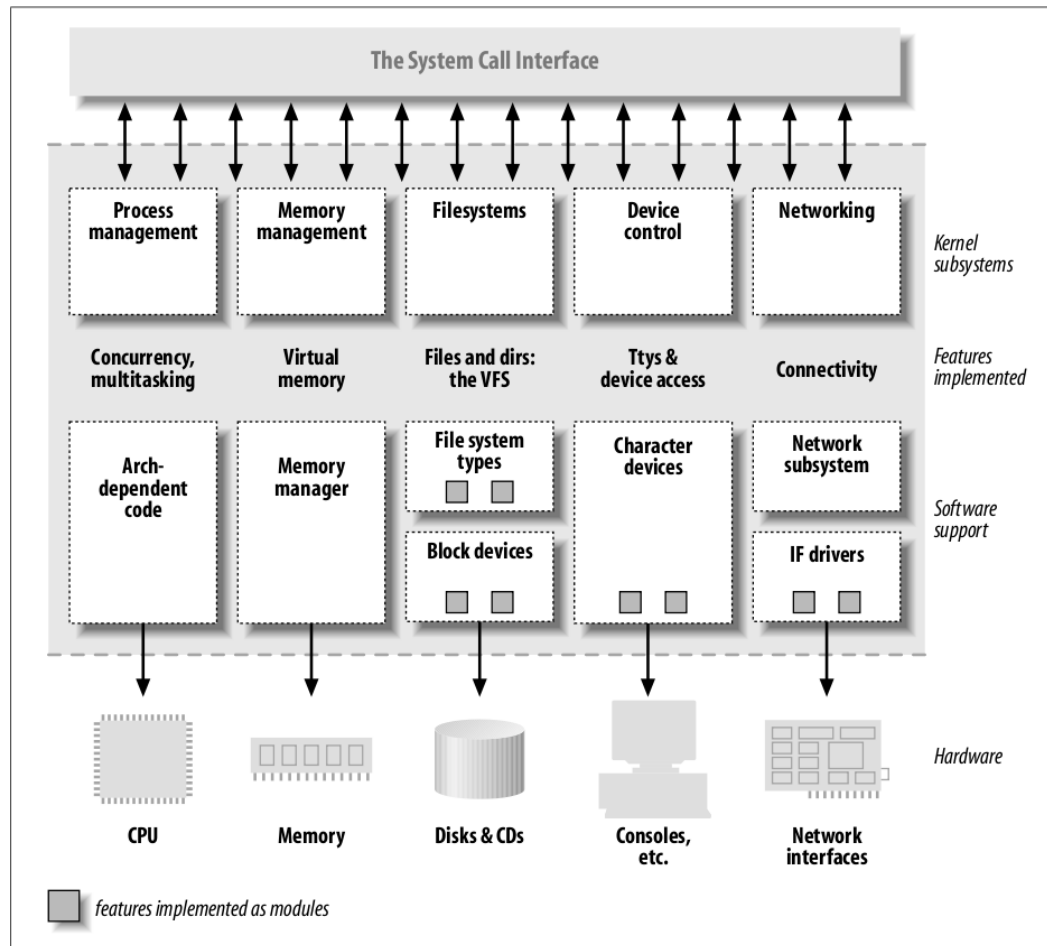 The System Call Interface
Process
management
Memory
management
Filesystems
Device
control
Networking
Kernel
subsystems
Concurrency,
multitasking
Virtual
memory
Files and dirs:
the VFS
Ttys &
device access
Connectivity
Features
implemented
Arch-
dependent
code
Memory
manager
File system
types
Block devices
Character
devices
Network
subsystem
IF drivers
Software
support
Hardware
CPU
Memory
Disks & CDs
Consoles,
etc.
Network
interfaces
features implemented as modules